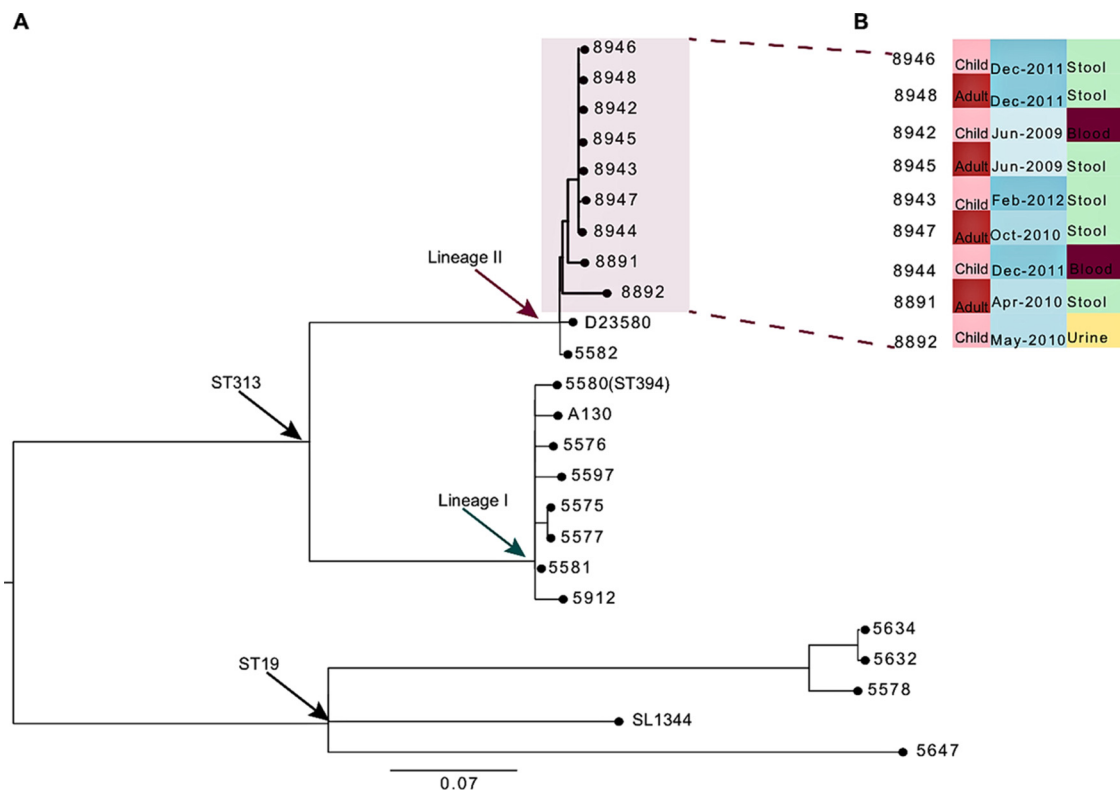 A
8946
8948
8942
8945
8943
8947
8944
8891
8892
Lineage II
D23580
5582
ST313
5580(ST394)
A130
5576
5597
Lineage I
5575
5577
5581
5912
5634
ST19
5632
5578
SL1344
5647
0.07
B
8946 Child Dec-2011 Stool
8948 Adult Dec-2011 Stool
8942 Child Jun-2009 Blood
8945 Adult Jun-2009 Stool
8943 Child Feb-2012 Stool
8947 Adult Oct-2010 Stool
8944 Child Dec-2011 Blood
8891 Adult Apr-2010 Stool
8892 Child May-2010 Urine